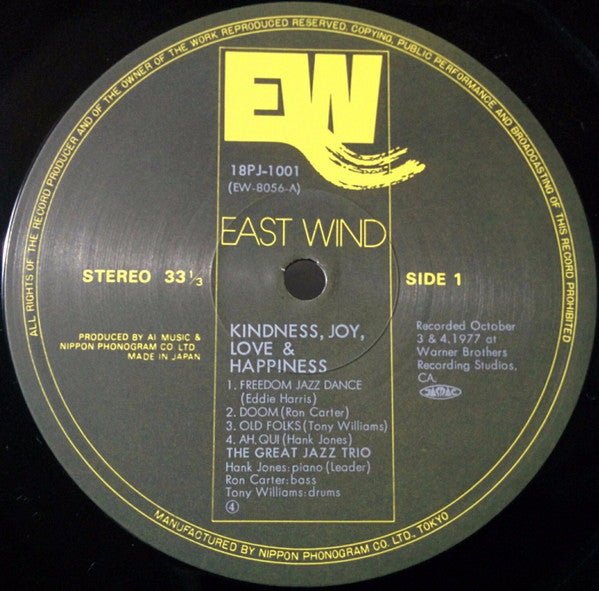 ALL RIGHTS OF THE RECORD PRODUCER AND OF THE OWNER OF THE WORK REPRODUCED RESERVED. COPYING, PUBLIC PERFORMANCE AND BROADCASTING OF THIS RECORD PROHIBITED
EW
18PJ-1001
(EW-8056-A)
EAST WIND
STEREO 33 1/3
SIDE 1
PRODUCED BY AI MUSIC &
NIPPON PHONOGRAM CO. LTD
MADE IN JAPAN
KINDNESS, JOY,
LOVE &
HAPPINESS
1. FREEDOM JAZZ DANCE
(Eddie Harris)
2. DOOM (Ron Carter)
3. OLD FOLKS (Tony Williams)
4. AH, QUI (Hank Jones)
THE GREAT JAZZ TRIO
Hank Jones: piano (Leader)
Ron Carter: bass
Tony Williams: drums
④
Recorded October
3 & 4. 1977 at
Warner Brothers
Recording Studios,
CA.
JASRAC
MANUFACTURED BY NIPPON PHONOGRAM CO. LTD., TOKYO